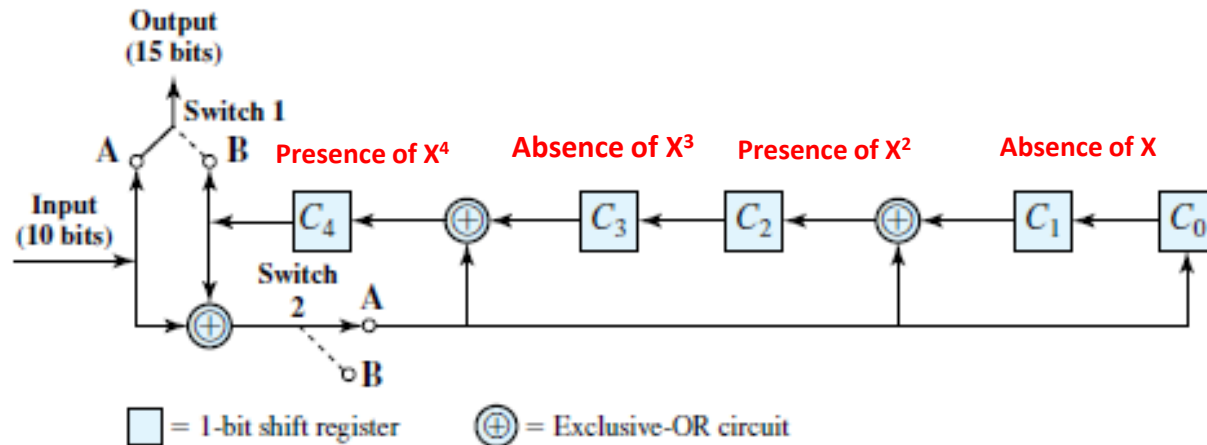 Output
(15 bits)
Switch 1
A
B
Presence of X⁴
Absence of X³
Presence of X²
Absence of X
Input
(10 bits)
C₄
C₃
C₂
C₁
C₀
Switch
2
A
B
= 1-bit shift register
= Exclusive-OR circuit